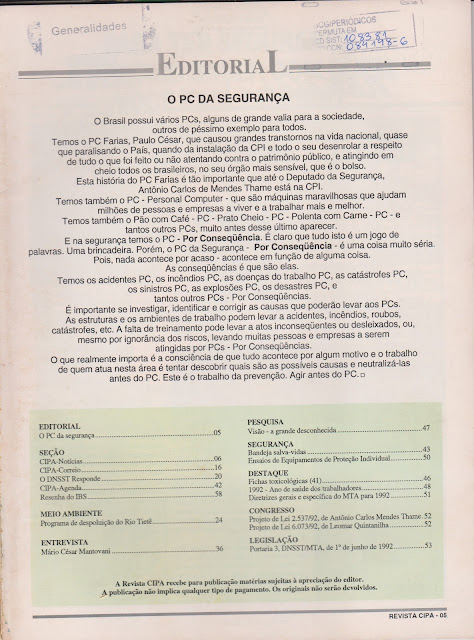 Generalidades
DOC/PERIODICOS
PERMUTA EM
SIST: 108381
084198-6
EDITORIAL
O PC DA SEGURANÇA
O Brasil possui vários PCs, alguns de grande valia para a sociedade,
outros de péssimo exemplo para todos.
Temos o PC Farias, Paulo César, que causou grandes transtornos na vida nacional, quase
que paralisando o País, quando da instalação da CPI e todo o seu desenrolar a respeito
de tudo o que foi feito ou não atentando contra o patrimônio público, e atingindo em
cheio todos os brasileiros, no seu órgão mais sensível, que é o bolso.
Esta história do PC Farias é tão importante que até o Deputado da Segurança,
Antônio Carlos de Mendes Thame está na CPI.
Temos também o PC - Personal Computer - que são máquinas maravilhosas que ajudam
milhões de pessoas e empresas a viver e a trabalhar mais e melhor.
Temos também o Pão com Café - PC - Prato Cheio - PC - Polenta com Carne - PC - e
tantos outros PCs, muito antes desse último aparecer.
E na segurança temos o PC - Por Conseqüência. É claro que tudo isto é um jogo de
palavras. Uma brincadeira. Porém, o PC da Segurança - Por Conseqüência - é uma coisa muito séria.
Pois, nada acontece por acaso - acontece em função de alguma coisa.
As conseqüências é que são elas.
Temos os acidentes PC, os incêndios PC, as doenças do trabalho PC, as catástrofes PC,
os sinistros PC, as explosões PC, os desastres PC, e
tantos outros PCs - Por Conseqüências.
É importante se investigar, identificar e corrigir as causas que poderão levar aos PCs.
As estruturas e os ambientes de trabalho podem levar a acidentes, incêndios, roubos,
catástrofes, etc. A falta de treinamento pode levar a atos inconseqüentes ou desleixados, ou,
mesmo por ignorância dos riscos, levando muitas pessoas e empresas a serem
atingidas por PCs - Por Conseqüências.
O que realmente importa é a consciência de que tudo acontece por algum motivo e o trabalho
de quem atua nesta área é tentar descobrir quais são as possíveis causas e neutralizá-las
antes do PC. Este é o trabalho da prevenção. Agir antes do PC.
EDITORIAL
O PC da segurança....05
SEÇÃO
CIPA-Notícias....06
CIPA-Correio....16
O DNSST Responde....20
CIPA-Agenda....42
Resenha do IBS....58
MEIO AMBIENTE
Programa de despoluição do Rio Tietê....24
ENTREVISTA
Mário César Mantovani....36
PESQUISA
Visão - a grande desconhecida....47
SEGURANÇA
Bandeja salva-vidas....43
Ensaios de Equipamentos de Proteção Individual....50
DESTAQUE
Fichas toxicológicas (41)....46
1992 - Ano de saúde dos trabalhadores....48
Diretrizes gerais e específica do MTA para 1992....51
CONGRESSO
Projeto de Lei 2.537/92, de Antônio Carlos Mendes Thame.52
Projeto de Lei 6.073/92, de Leomar Quintanilha....52
LEGISLAÇÃO
Portaria 3, DNSST/MTA, de 1º de junho de 1992....53
A Revista CIPA recebe para publicação matérias sujeitas à apreciação do editor.
A publicação não implica qualquer tipo de pagamento. Os originais não serão devolvidos.
REVISTA CIPA - 05